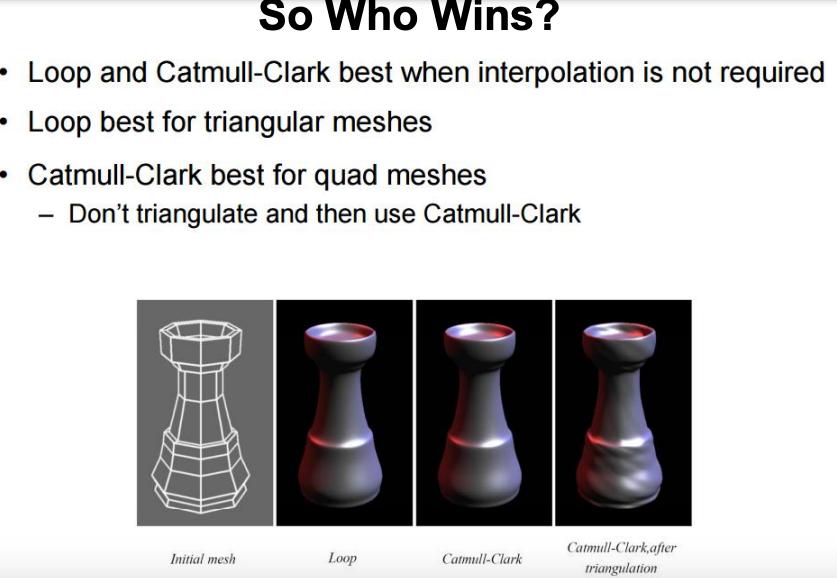 So Who Wins?
• Loop and Catmull-Clark best when interpolation is not required
• Loop best for triangular meshes
• Catmull-Clark best for quad meshes
– Don’t triangulate and then use Catmull-Clark
Initial mesh
Loop
Catmull-Clark
Catmull-Clark,after
triangulation